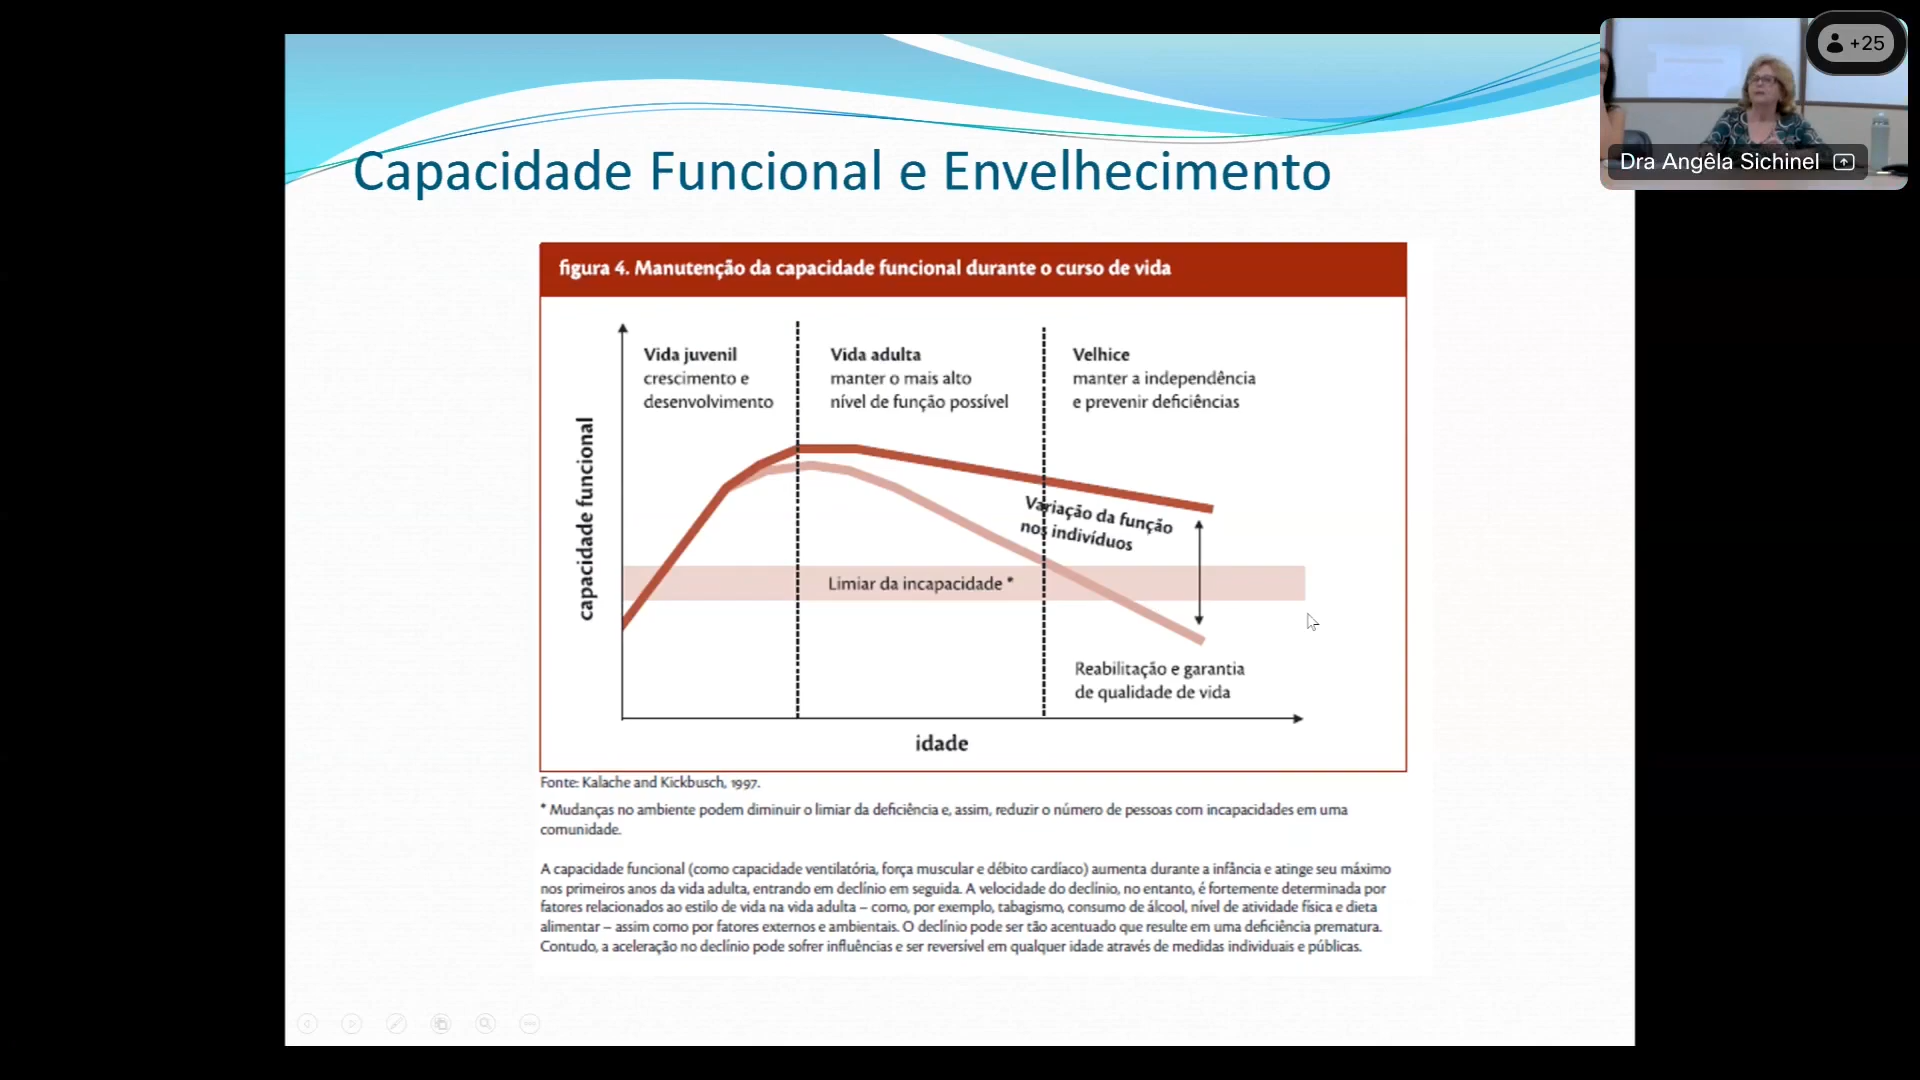 +25
Dra Angêla Sichinel
Capacidade Funcional e Envelhecimento
figura 4. Manutenção da capacidade funcional durante o curso de vida
Vida juvenil
crescimento e
desenvolvimento
Vida adulta
manter o mais alto
nível de função possível
Velhice
manter a independência
e prevenir deficiências
capacidade funcional
Variação da função
nos indivíduos
Limiar da incapacidade *
Reabilitação e garantia
de qualidade de vida
idade
Fonte: Kalache and Kickbusch, 1997.
* Mudanças no ambiente podem diminuir o limiar da deficiência e, assim, reduzir o número de pessoas com incapacidades em uma
comunidade.
A capacidade funcional (como capacidade ventilatória, força muscular e débito cardíaco) aumenta durante a infância e atinge seu máximo
nos primeiros anos da vida adulta, entrando em declínio em seguida. A velocidade do declínio, no entanto, é fortemente determinada por
fatores relacionados ao estilo de vida na vida adulta – como, por exemplo, tabagismo, consumo de álcool, nível de atividade física e dieta
alimentar – assim como por fatores externos e ambientais. O declínio pode ser tão acentuado que resulte em uma deficiência prematura.
Contudo, a aceleração no declínio pode sofrer influências e ser reversível em qualquer idade através de medidas individuais e públicas.